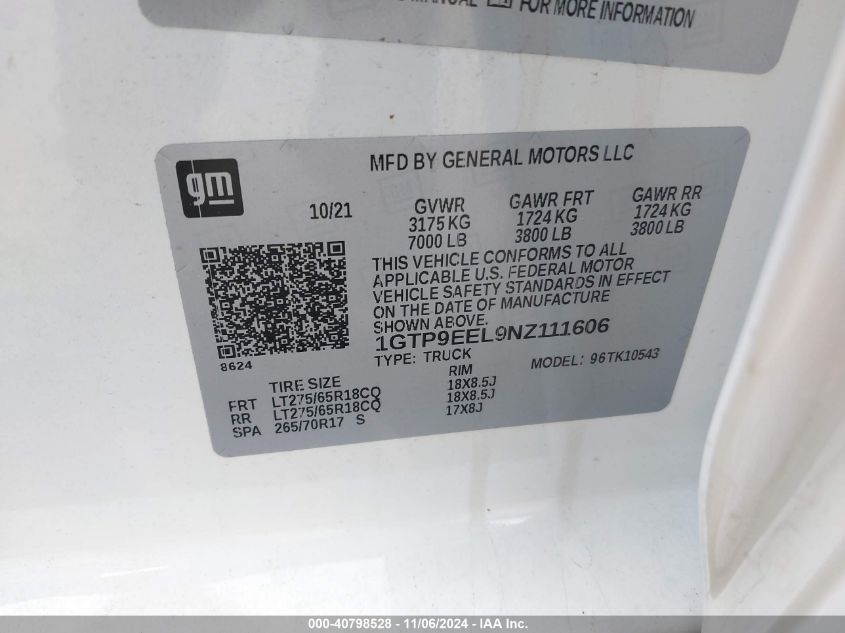 MANUAL FOR MORE INFORMATION
gm
MFD BY GENERAL MOTORS LLC
10/21
GVWR
3175 KG
7000 LB
GAWR FRT
1724 KG
3800 LB
GAWR RR
1724 KG
3800 LB
THIS VEHICLE CONFORMS TO ALL
APPLICABLE U.S. FEDERAL MOTOR
VEHICLE SAFETY STANDARDS IN EFFECT
ON THE DATE OF MANUFACTURE
SHOWN ABOVE.
1GTP9EEL9NZ111606
TYPE: TRUCK
MODEL: 96TK10543
8624
TIRE SIZE RIM
FRT LT275/65R18CQ 18X8.5J
RR LT275/65R18CQ 18X8.5J
SPA 265/70R17 S 17X8J
000-40798528 - 11/06/2024 - IAA Inc.